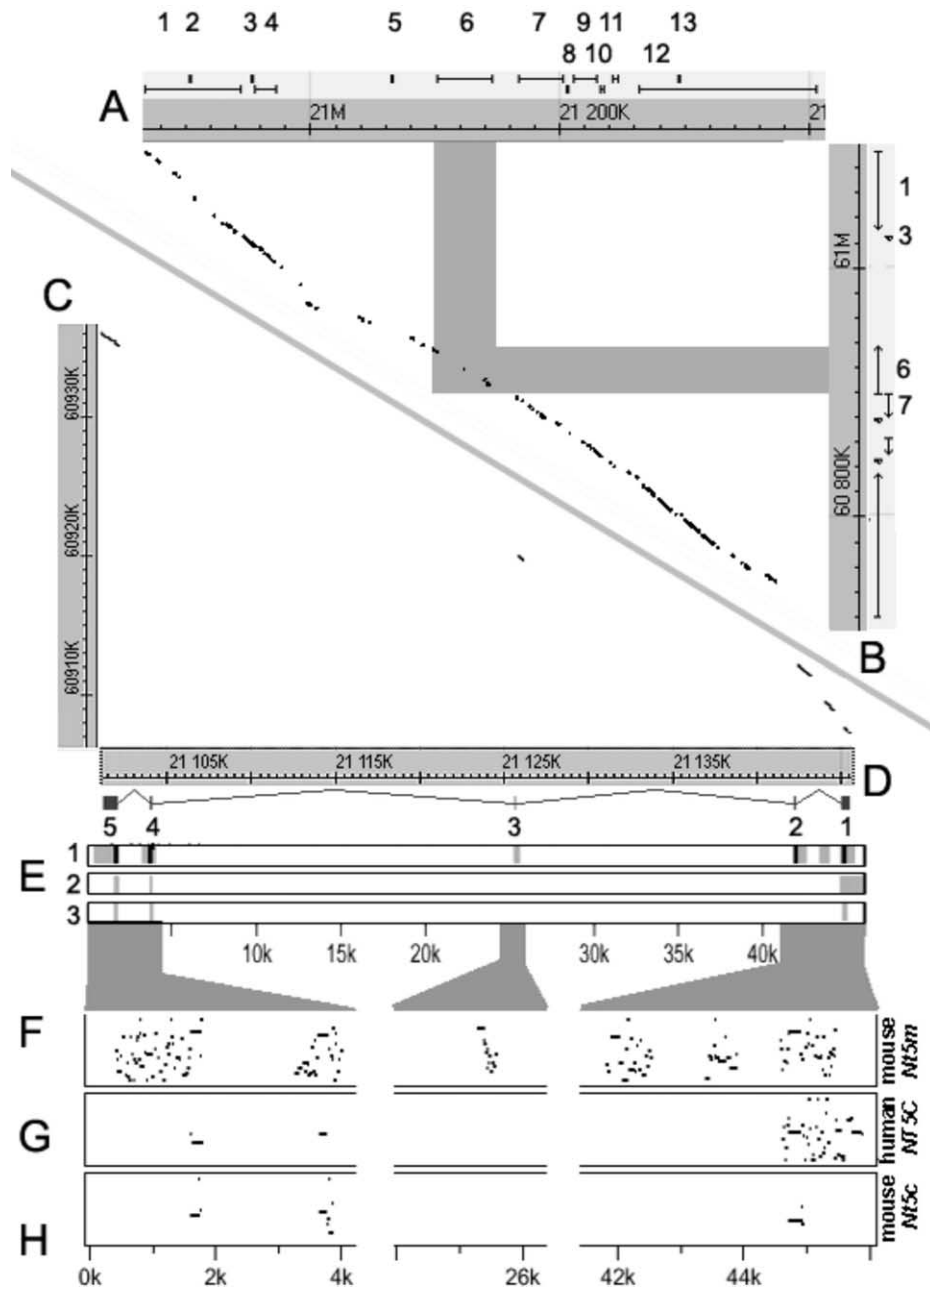 1 2 3 4 5 6 7 9 11 13
8 10 12
A
21M 21 200K 21
1
3
61M
C
6
7
60930K
60 800K
60920K
B
60910K
21 105K 21 115K 21 125K 21 135K
D
5 4 3 2 1
E
1
2
3
10k 15k 20k 30k 35k 40k
F
mouse Nt5m
G
human NT5C
H
mouse Nt5c
0k 2k 4k 26k 42k 44k